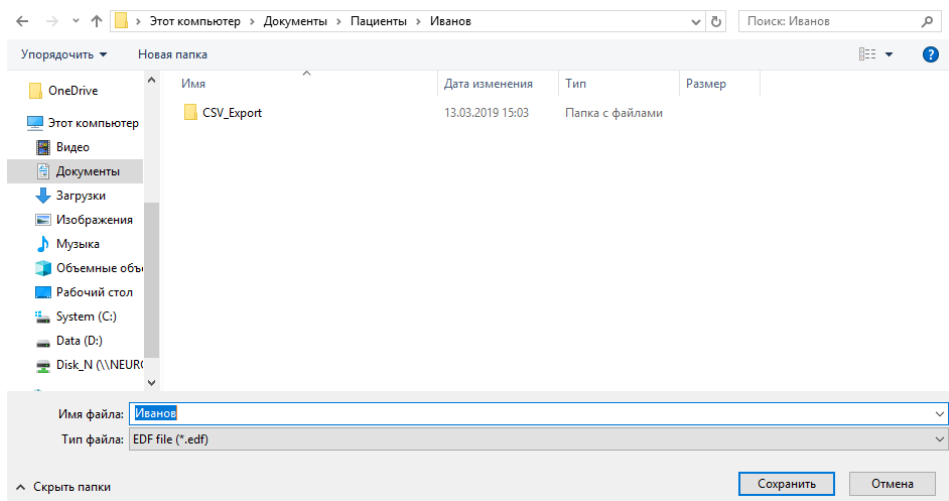 Этот компьютер › Документы › Пациенты › Иванов
Поиск: Иванов
Упорядочить
Новая папка
Имя
Дата изменения
Тип
Размер
CSV_Export
13.03.2019 15:03
Папка с файлами
OneDrive
Этот компьютер
Видео
Документы
Загрузки
Изображения
Музыка
Объемные объ
Рабочий стол
System (C:)
Data (D:)
Disk_N (\\NEUR
Имя файла: Иванов
Тип файла: EDF file (*.edf)
Скрыть папки
Сохранить
Отмена